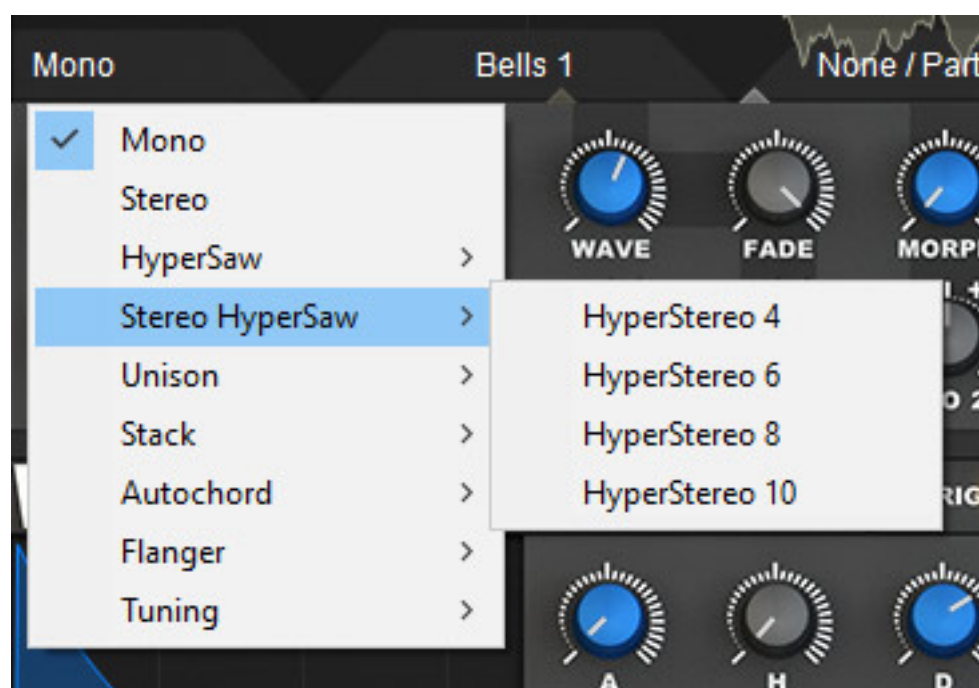 Mono
Bells 1
None / Part
Mono
Stereo
HyperSaw
Stereo HyperSaw
Unison
Stack
Autochord
Flanger
Tuning
HyperStereo 4
HyperStereo 6
HyperStereo 8
HyperStereo 10
WAVE
FADE
MORP
A
H
D